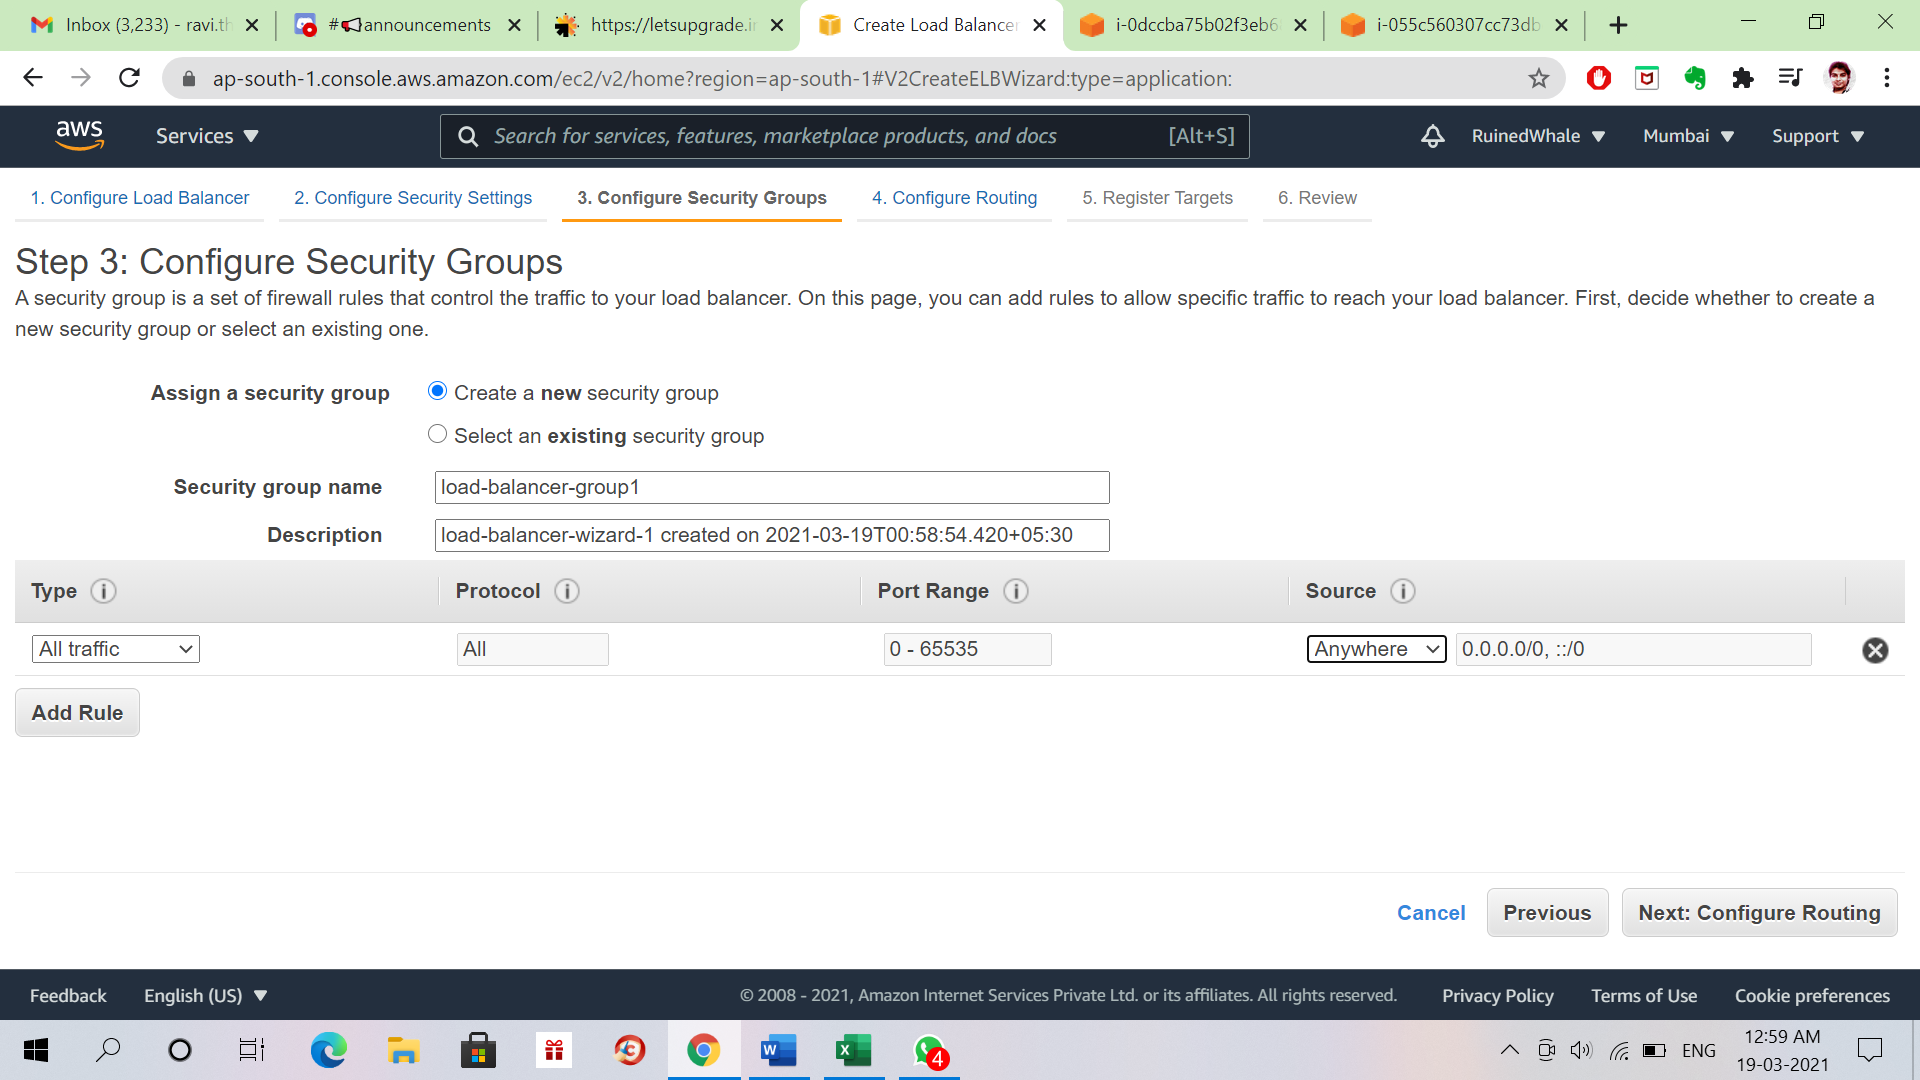 Inbox (3,233) - ravi.th
#announcements
https://letsupgrade.in
Create Load Balancer
i-0dccba75b02f3eb6
i-055c560307cc73db
ap-south-1.console.aws.amazon.com/ec2/v2/home?region=ap-south-1#V2CreateELBWizard:type=application:
aws
Services
Search for services, features, marketplace products, and docs [Alt+S]
RuinedWhale
Mumbai
Support
1. Configure Load Balancer
2. Configure Security Settings
3. Configure Security Groups
4. Configure Routing
5. Register Targets
6. Review
Step 3: Configure Security Groups
A security group is a set of firewall rules that control the traffic to your load balancer. On this page, you can add rules to allow specific traffic to reach your load balancer. First, decide whether to create a
new security group or select an existing one.
Assign a security group
Create a new security group
Select an existing security group
Security group name
load-balancer-group1
Description
load-balancer-wizard-1 created on 2021-03-19T00:58:54.420+05:30
Type
Protocol
Port Range
Source
All traffic
All
0 - 65535
Anywhere
0.0.0.0/0, ::/0
Add Rule
Cancel
Previous
Next: Configure Routing
Feedback
English (US)
© 2008 - 2021, Amazon Internet Services Private Ltd. or its affiliates. All rights reserved.
Privacy Policy
Terms of Use
Cookie preferences
W
X
4
ENG
12:59 AM
19-03-2021